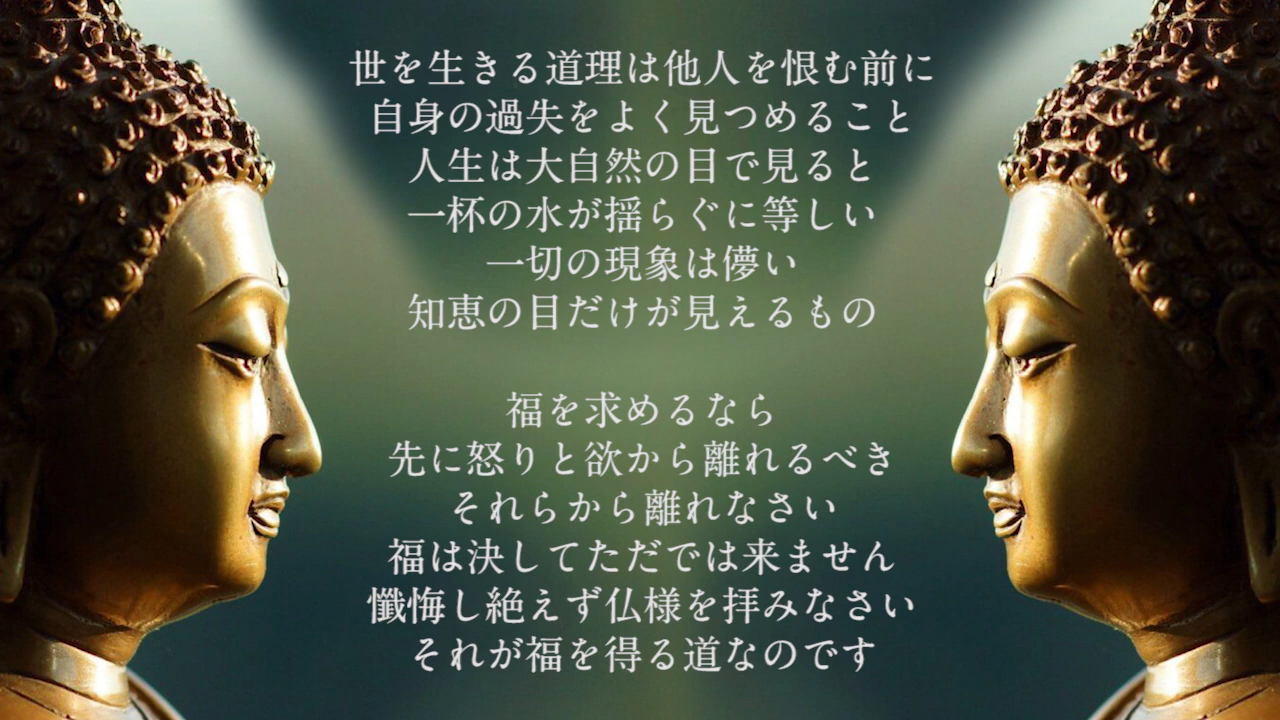 世を生きる道理は他人を恨む前に
自身の過失をよく見つめること
人生は大自然の目で見ると
一杯の水が揺らぐに等しい
一切の現象は儚い
知恵の目だけが見えるもの
福を求めるなら
先に怒りと欲から離れるべき
それらから離れなさい
福は決してただでは来ません
懺悔し絶えず仏様を拝みなさい
それが福を得る道なのです